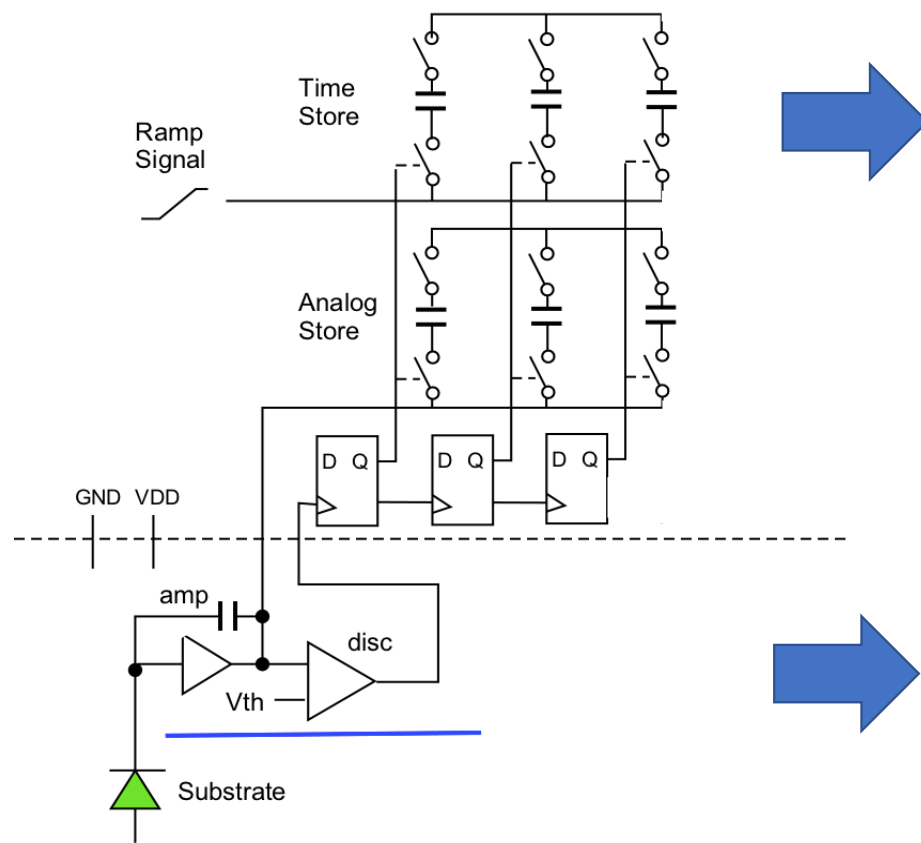 Time
Store
Ramp
Signal
Analog
Store
D Q
D Q
D Q
GND VDD
amp
disc
Vth
Substrate